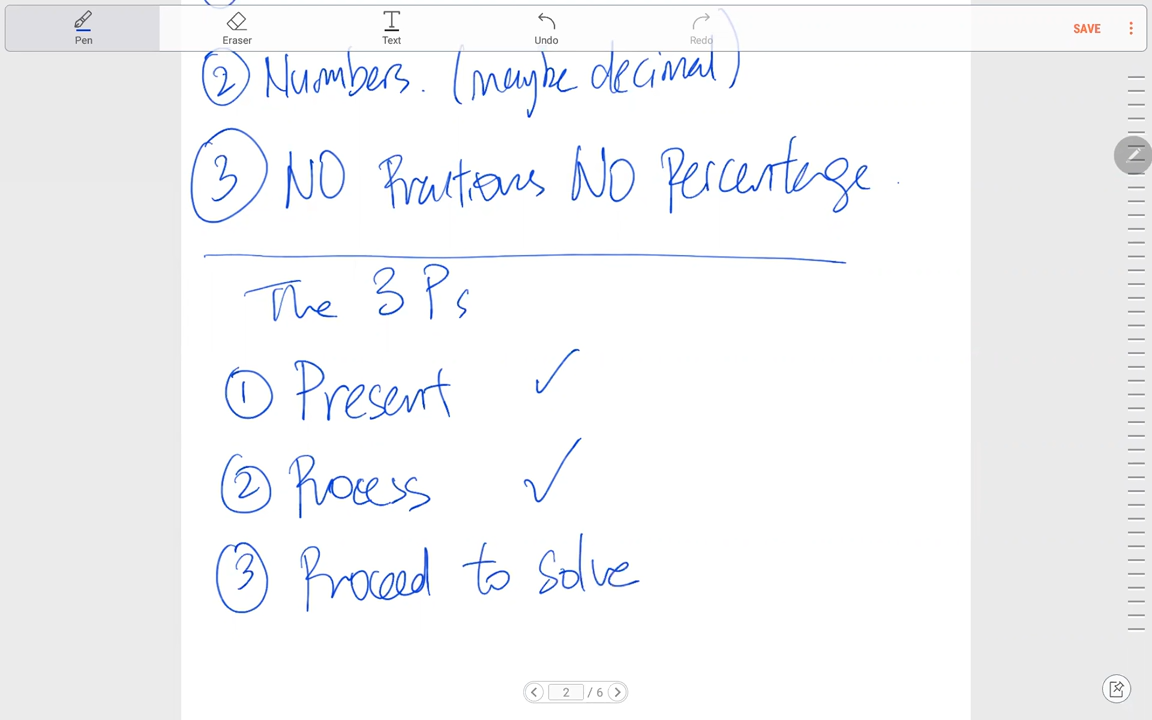 Pen Eraser Text Undo Redo SAVE
② Numbers. (maybe decimal)
③ NO Fractions NO Percentage
The 3 Ps
① Present ✓
② Process ✓
③ Proceed to solve
2 / 6